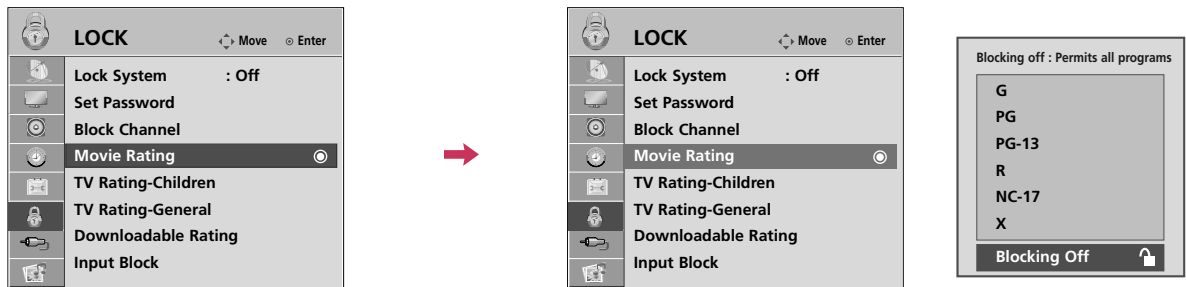 LOCK Move Enter
Lock System : Off
Set Password
Block Channel
Movie Rating
TV Rating-Children
TV Rating-General
Downloadable Rating
Input Block
LOCK Move Enter
Lock System : Off
Set Password
Block Channel
Movie Rating
TV Rating-Children
TV Rating-General
Downloadable Rating
Input Block
Blocking off : Permits all programs
G
PG
PG-13
R
NC-17
X
Blocking Off